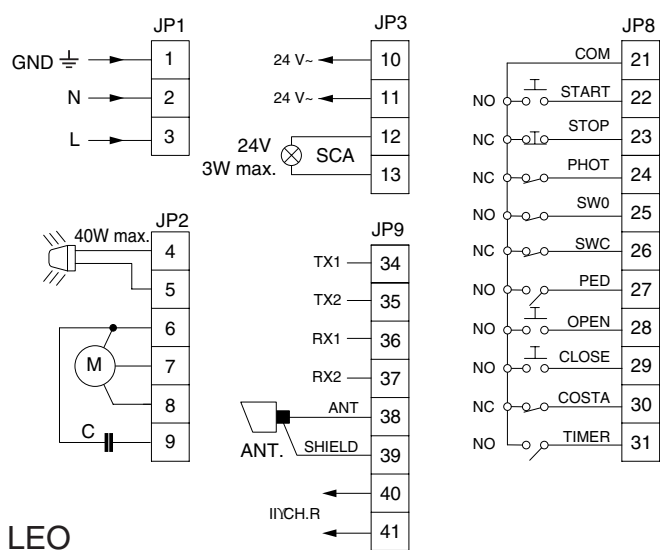 JP1
GND 1
N 2
L 3
JP2
40W max. 4
5
6
M 7
8
C 9
JP3
24 V~ 10
24 V~ 11
24V 3W max. SCA 12
13
JP9
TX1 34
TX2 35
RX1 36
RX2 37
ANT 38
ANT. SHIELD 39
40
CH.R
41
JP8
COM 21
NO START 22
NC STOP 23
NC PHOT 24
NO SW0 25
NC SWC 26
NO PED 27
NO OPEN 28
NO CLOSE 29
NC COSTA 30
NO TIMER 31
LEO